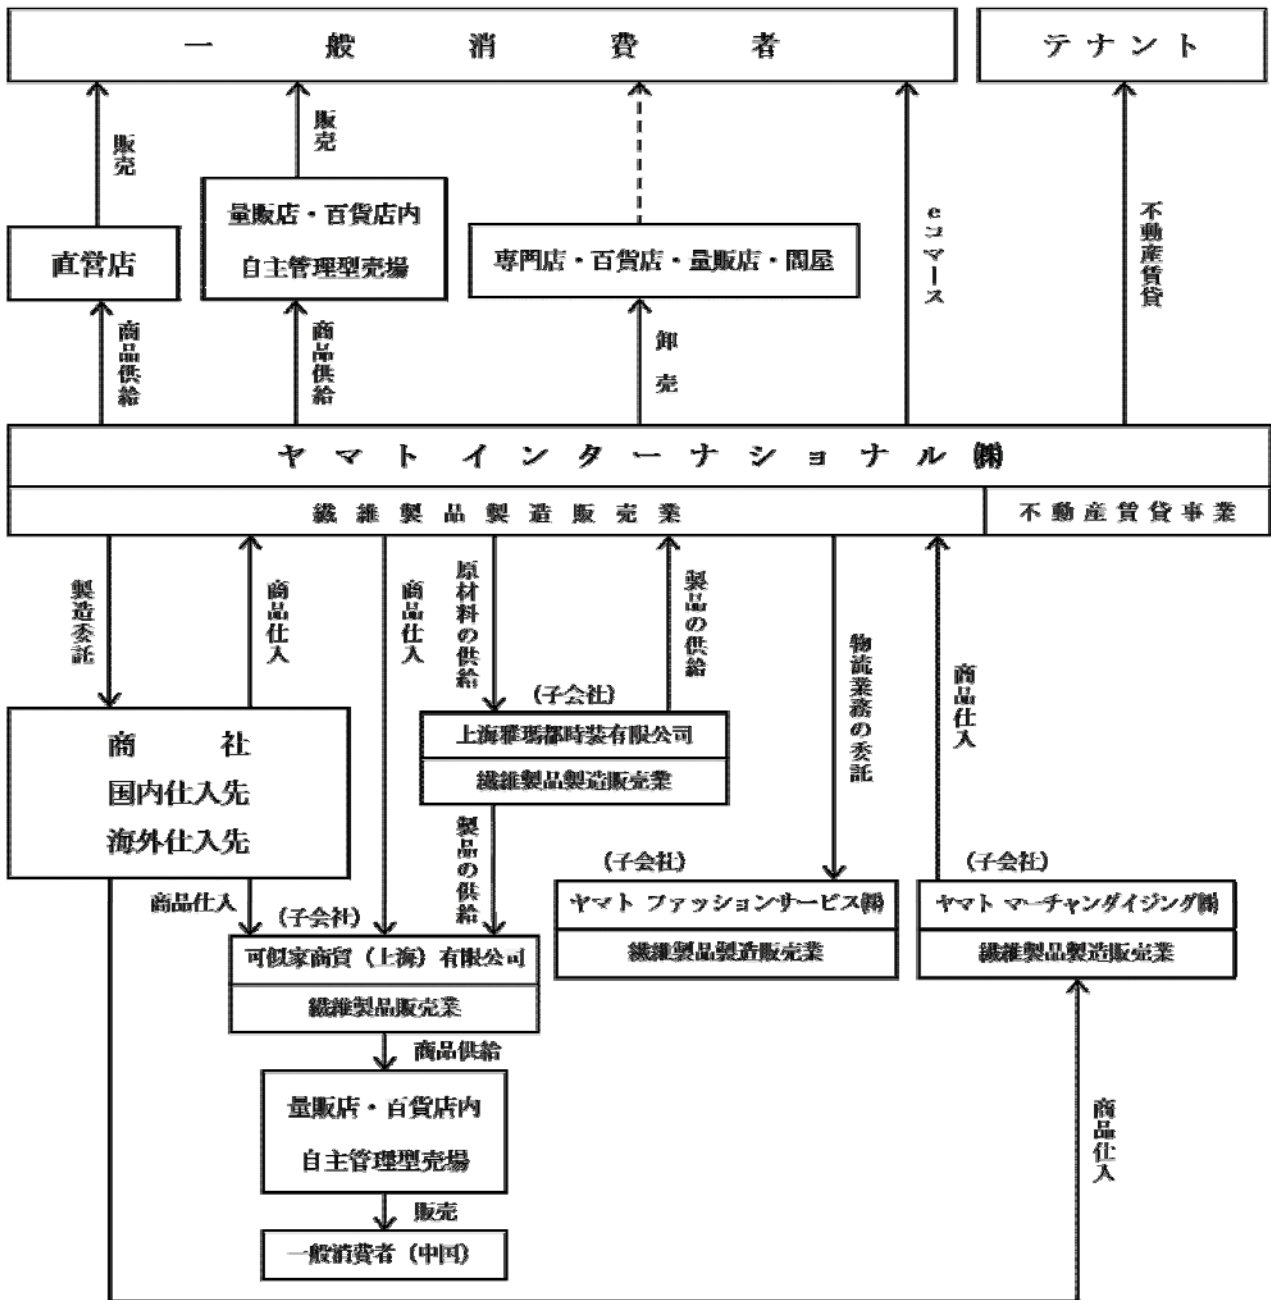 一般消費者
テナント
販売
販売
量販店・百貨店内
自主管理型売場
直営店
専門店・百貨店・量販店・問屋
eコマース
不動産賃貸
商品供給
商品供給
卸売
ヤマトインターナショナル㈱
繊維製品製造販売業
不動産賃貸事業
製造委託
商品仕入
商品仕入
原材料の供給
製品の供給
物流業務の委託
商品仕入
(子会社)
上海雅瑪都時装有限公司
繊維製品製造販売業
商社
国内仕入先
海外仕入先
製品の供給
商品仕入
(子会社)
可似家商貿(上海)有限公司
繊維製品販売業
(子会社)
ヤマト ファッションサービス㈱
繊維製品製造販売業
(子会社)
ヤマト マーチャンダイジング㈱
繊維製品製造販売業
商品供給
量販店・百貨店内
自主管理型売場
商品仕入
販売
一般消費者(中国)